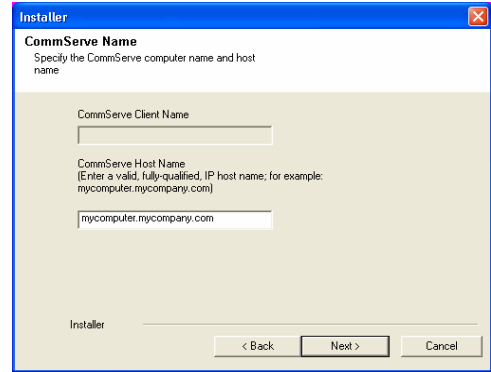 Installer
CommServe Name
Specify the CommServe computer name and host
name
CommServe Client Name
CommServe Host Name
(Enter a valid, fully-qualified, IP host name; for example:
mycomputer.mycompany.com)
mycomputer.mycompany.com
Installer
< Back Next > Cancel